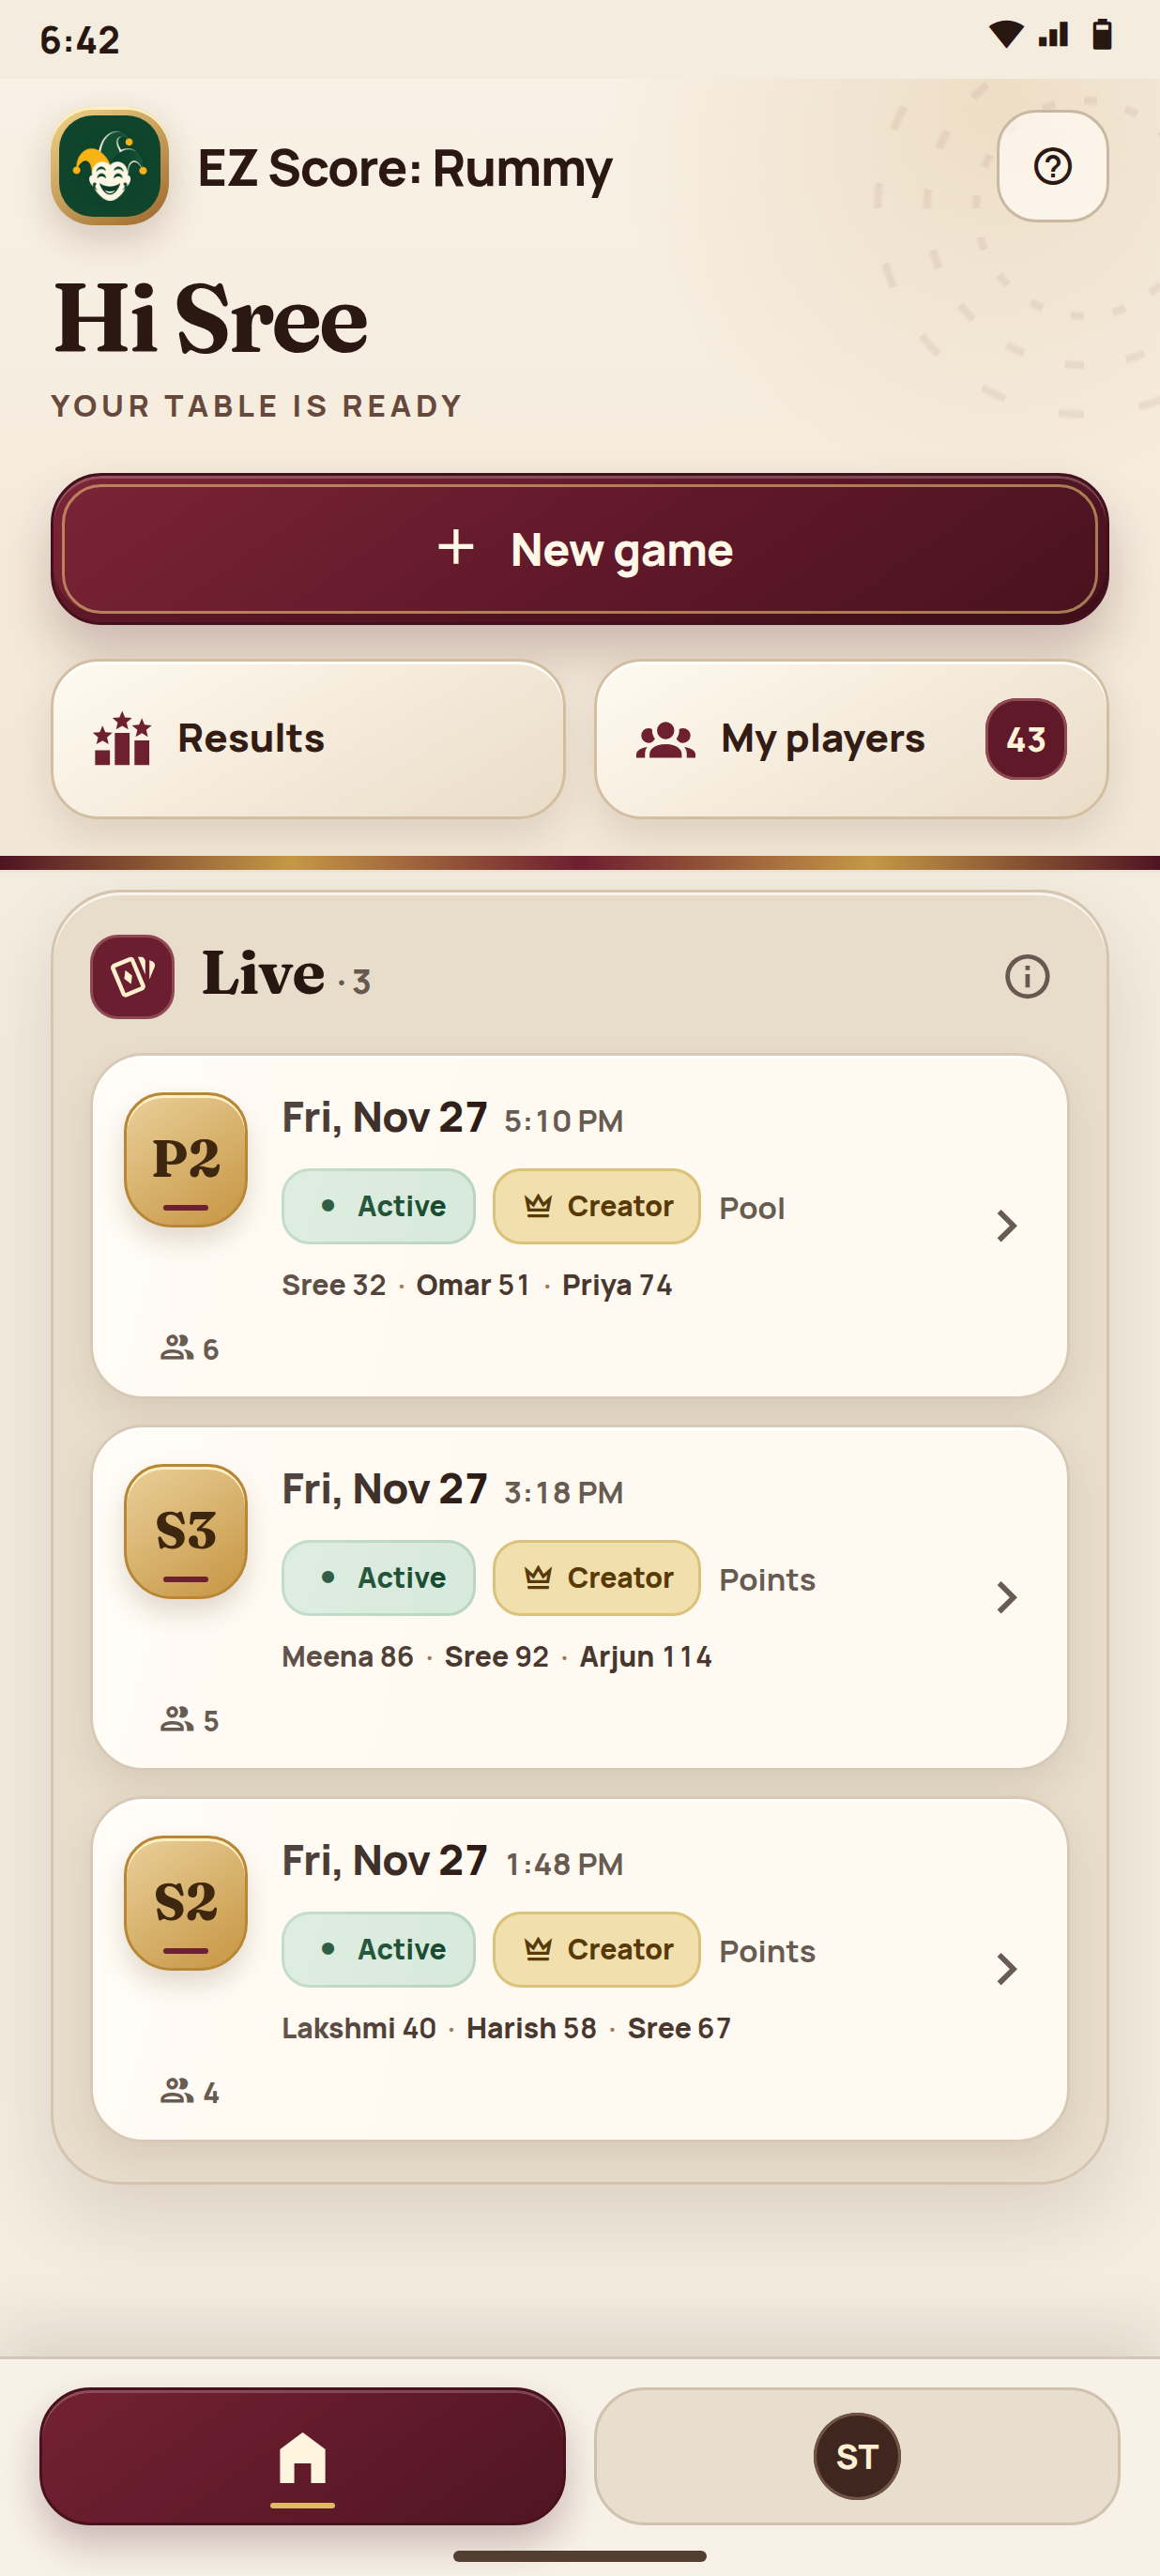 6:42
EZ Score: Rummy
Hi Sree
YOUR TABLE IS READY
+ New game
Results
My players 43
Live · 3
P2
Fri, Nov 27 5:10 PM
Active Creator Pool
Sree 32 · Omar 51 · Priya 74
6
S3
Fri, Nov 27 3:18 PM
Active Creator Points
Meena 86 · Sree 92 · Arjun 114
5
S2
Fri, Nov 27 1:48 PM
Active Creator Points
Lakshmi 40 · Harish 58 · Sree 67
4
ST